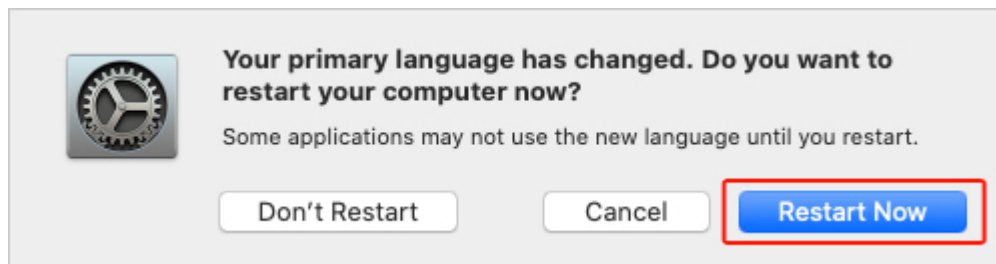 Your primary language has changed. Do you want to
restart your computer now?
Some applications may not use the new language until you restart.
Don't Restart
Cancel
Restart Now